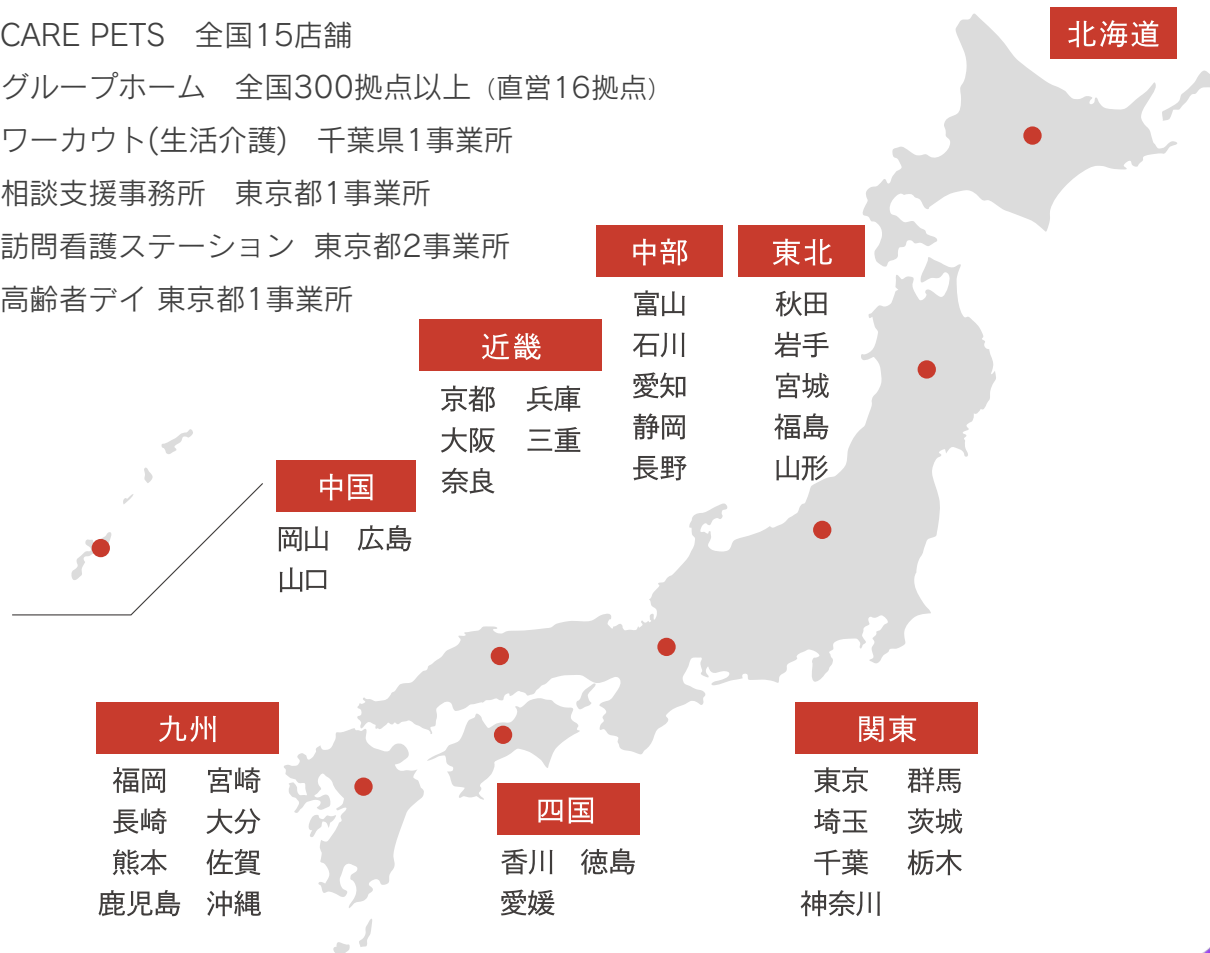 CARE PETS　全国15店舗
グループホーム　全国300拠点以上（直営16拠点）
ワーカウト(生活介護)　千葉県1事業所
相談支援事務所　東京都1事業所
訪問看護ステーション 東京都2事業所
高齢者デイ 東京都1事業所
北海道
東北
秋田
岩手
宮城
福島
山形
中部
富山
石川
愛知
静岡
長野
近畿
京都　兵庫
大阪　三重
奈良
中国
岡山　広島
山口
九州
福岡　宮崎
長崎　大分
熊本　佐賀
鹿児島　沖縄
四国
香川　徳島
愛媛
関東
東京　群馬
埼玉　茨城
千葉　栃木
神奈川